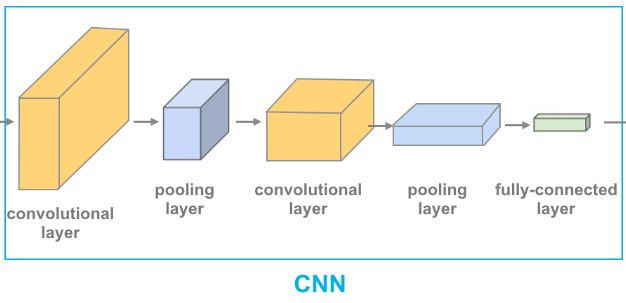 convolutional
layer
pooling
layer
convolutional
layer
pooling
layer
fully-connected
layer
CNN